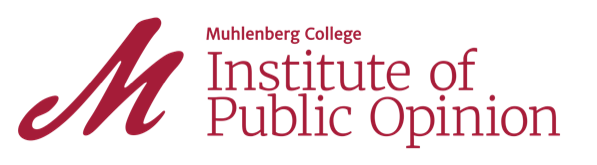 M
Muhlenberg College
Institute of
Public Opinion